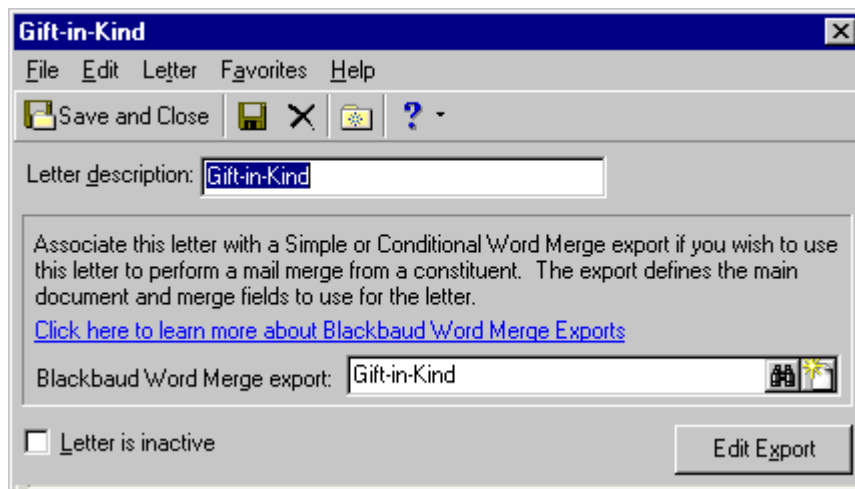 Gift-in-Kind
File Edit Letter Favorites Help
Save and Close ?
Letter description: Gift-in-Kind
Associate this letter with a Simple or Conditional Word Merge export if you wish to use
this letter to perform a mail merge from a constituent. The export defines the main
document and merge fields to use for the letter.
Click here to learn more about Blackbaud Word Merge Exports
Blackbaud Word Merge export: Gift-in-Kind
Letter is inactive
Edit Export